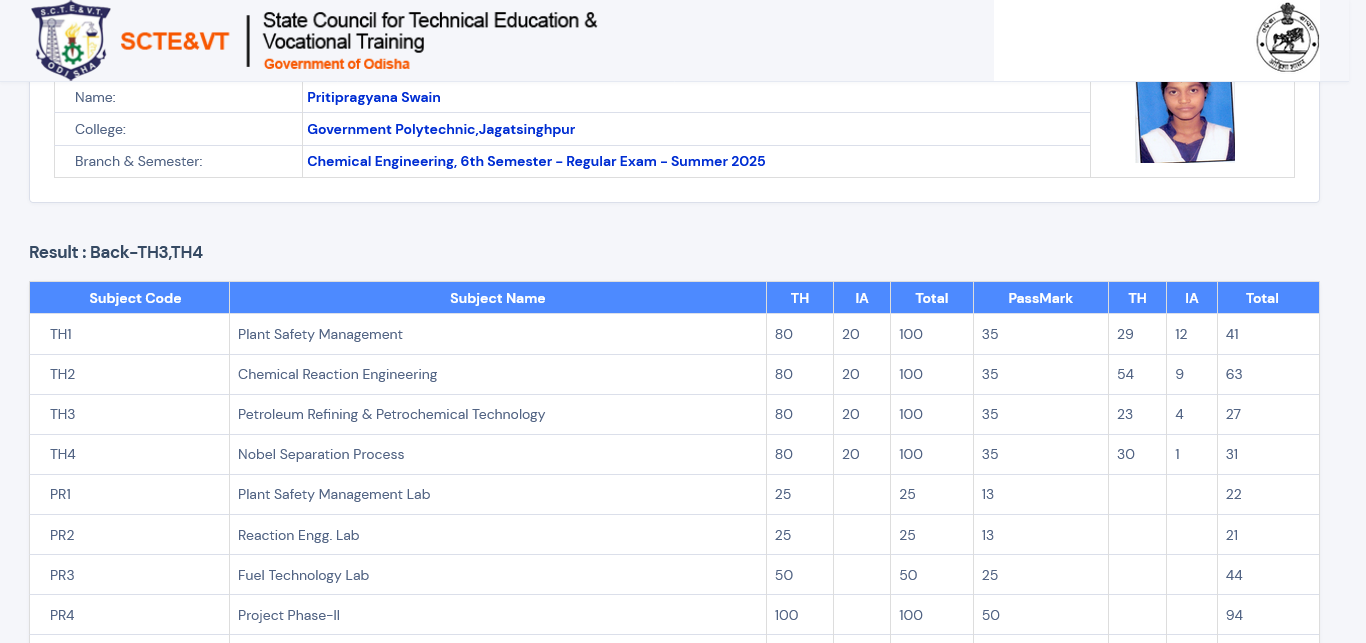 S.C.T.E.& V.T.
ODISHA
SCTE&VT
State Council for Technical Education &
Vocational Training
Government of Odisha
Name: Pritipragyana Swain
College: Government Polytechnic,Jagatsinghpur
Branch & Semester: Chemical Engineering, 6th Semester - Regular Exam - Summer 2025
Result : Back-TH3,TH4
Subject Code Subject Name TH IA Total PassMark TH IA Total
TH1 Plant Safety Management 80 20 100 35 29 12 41
TH2 Chemical Reaction Engineering 80 20 100 35 54 9 63
TH3 Petroleum Refining & Petrochemical Technology 80 20 100 35 23 4 27
TH4 Nobel Separation Process 80 20 100 35 30 1 31
PR1 Plant Safety Management Lab 25 25 13 22
PR2 Reaction Engg. Lab 25 25 13 21
PR3 Fuel Technology Lab 50 50 25 44
PR4 Project Phase-II 100 100 50 94